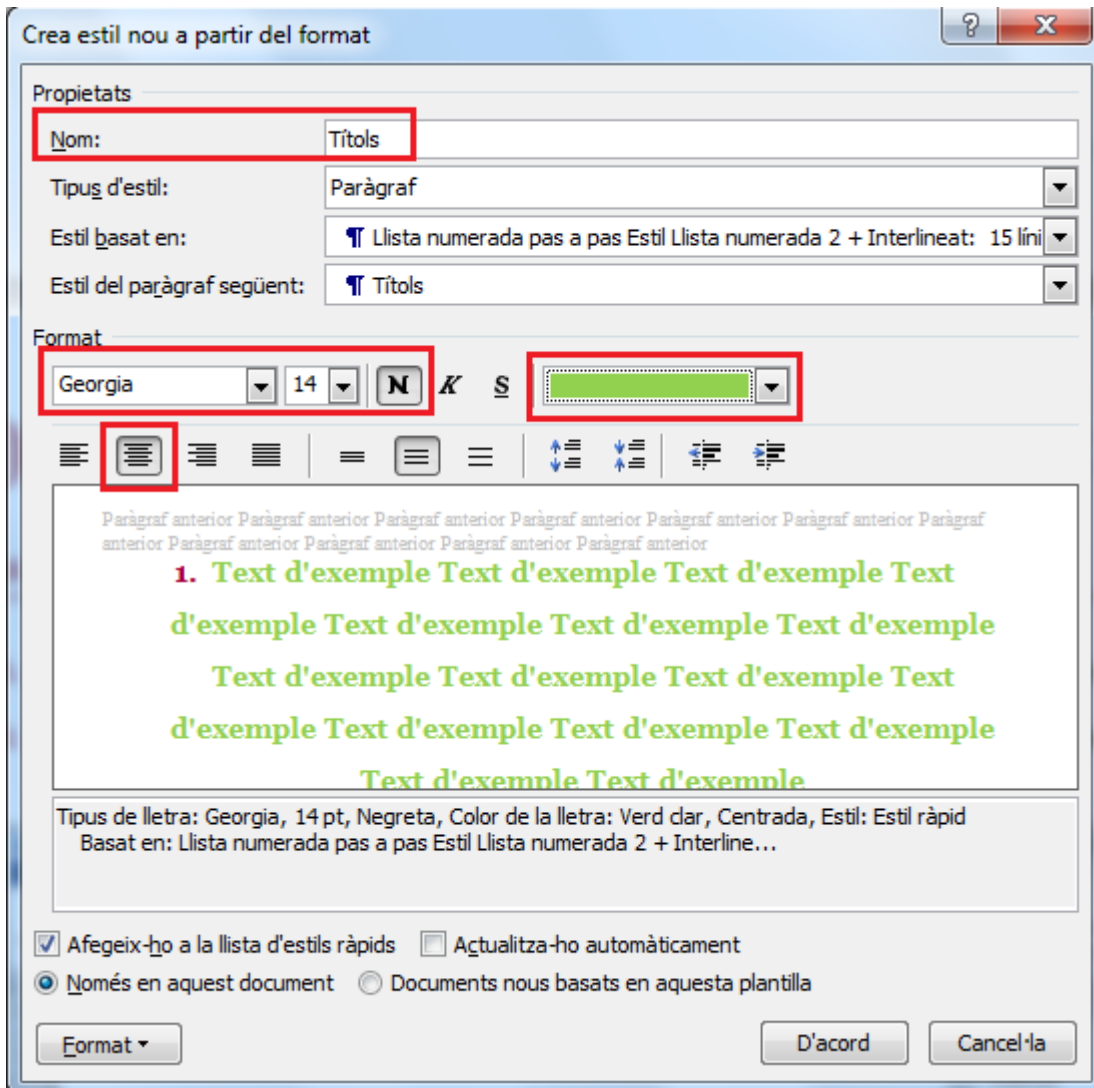 Crea estil nou a partir del format
Propietats
Nom: Títols
Tipus d'estil: Paràgraf
Estil basat en: ¶ Llista numerada pas a pas Estil Llista numerada 2 + Interlineat: 15 líni
Estil del paràgraf següent: ¶ Títols
Format
Georgia 14 N K S
Paràgraf anterior Paràgraf anterior Paràgraf anterior Paràgraf anterior Paràgraf anterior Paràgraf anterior Paràgraf
anterior Paràgraf anterior Paràgraf anterior Paràgraf anterior Paràgraf anterior
1. Text d'exemple Text d'exemple Text d'exemple Text
d'exemple Text d'exemple Text d'exemple Text d'exemple
Text d'exemple Text d'exemple Text d'exemple Text
d'exemple Text d'exemple Text d'exemple Text d'exemple
Text d'exemple Text d'exemple
Tipus de lletra: Georgia, 14 pt, Negreta, Color de la lletra: Verd clar, Centrada, Estil: Estil ràpid
Basat en: Llista numerada pas a pas Estil Llista numerada 2 + Interline...
Afegeix-ho a la llista d'estils ràpids Actualitza-ho automàticament
Només en aquest document Documents nous basats en aquesta plantilla
Format D'acord Cancel·la